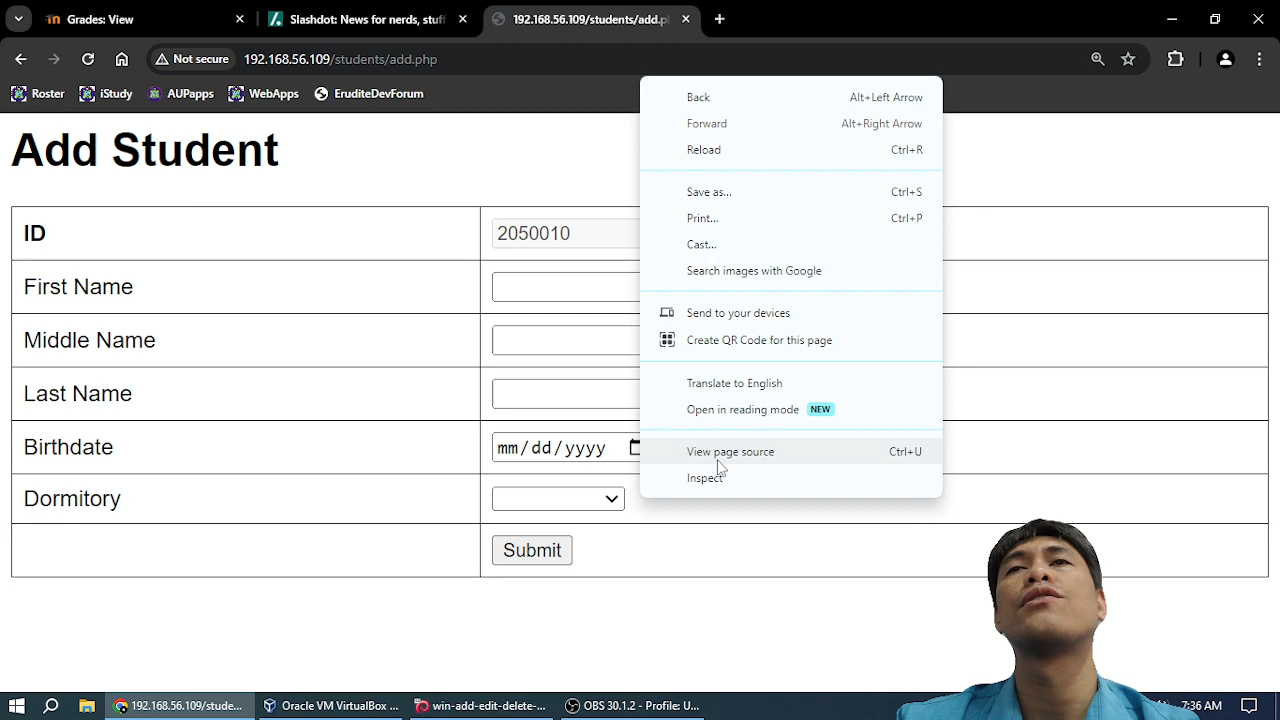 Grades: View
Slashdot: News for nerds, stuff
192.168.56.109/students/add.p
Not secure
192.168.56.109/students/add.php
Roster
iStudy
AUPapps
WebApps
EruditeDevForum
Add Student
ID
2050010
First Name
Middle Name
Last Name
Birthdate
mm/dd/yyyy
Dormitory
Submit
Back Alt+Left Arrow
Forward Alt+Right Arrow
Reload Ctrl+R
Save as... Ctrl+S
Print... Ctrl+P
Cast...
Search images with Google
Send to your devices
Create QR Code for this page
Translate to English
Open in reading mode NEW
View page source Ctrl+U
Inspect
192.168.56.109/stude...
Oracle VM VirtualBox ...
win-add-edit-delete-...
OBS 30.1.2 - Profile: U...
7:36 AM